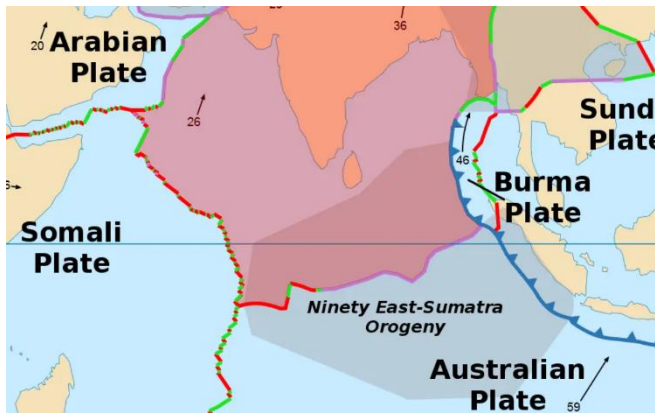 36
20
Arabian
Plate
26
Sund
Plate
46
Burma
Plate
Somali
Plate
Ninety East-Sumatra
Orogeny
Australian
Plate
59